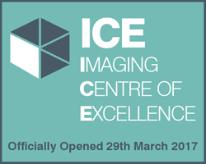 ICE
IMAGING
CENTRE OF
EXCELLENCE
Officially Opened 29th March 2017